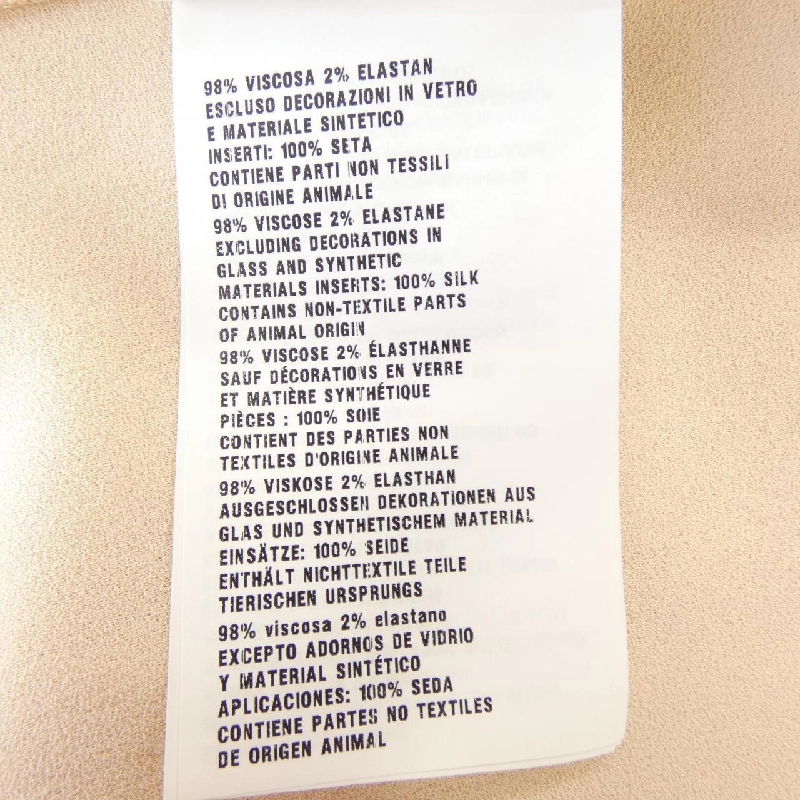 98% VISCOSA 2% ELASTAN
ESCLUSO DECORAZIONI IN VETRO
E MATERIALE SINTETICO
INSERTI: 100% SETA
CONTIENE PARTI NON TESSILI
DI ORIGINE ANIMALE
98% VISCOSE 2% ELASTANE
EXCLUDING DECORATIONS IN
GLASS AND SYNTHETIC
MATERIALS INSERTS: 100% SILK
CONTAINS NON-TEXTILE PARTS
OF ANIMAL ORIGIN
98% VISCOSE 2% ÉLASTHANNE
SAUF DÉCORATIONS EN VERRE
ET MATIÈRE SYNTHÉTIQUE
PIÈCES : 100% SOIE
CONTIENT DES PARTIES NON
TEXTILES D'ORIGINE ANIMALE
98% VISKOSE 2% ELASTHAN
AUSGESCHLOSSEN DEKORATIONEN AUS
GLAS UND SYNTHETISCHEM MATERIAL
EINSÄTZE: 100% SEIDE
ENTHÄLT NICHTTEXTILE TEILE
TIERISCHEN URSPRUNGS
98% viscosa 2% elastano
EXCEPTO ADORNOS DE VIDRIO
Y MATERIAL SINTÉTICO
APLICACIONES: 100% SEDA
CONTIENE PARTES NO TEXTILES
DE ORIGEN ANIMAL